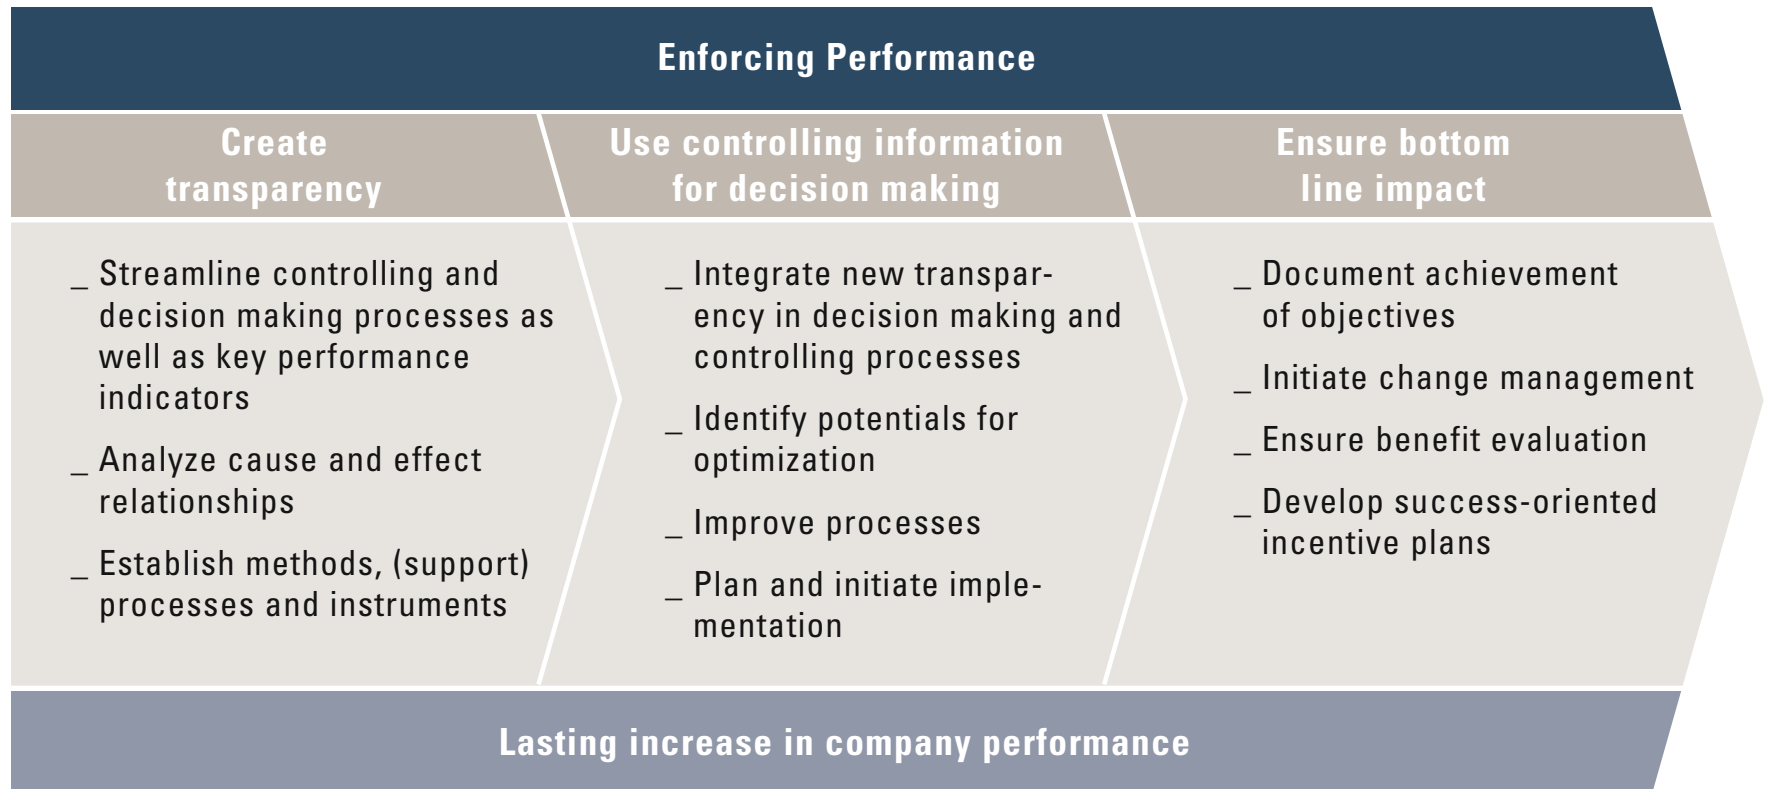 Enforcing Performance
Create
transparency
Use controlling information
for decision making
Ensure bottom
line impact
_ Streamline controlling and
decision making processes as
well as key performance
indicators
_ Analyze cause and effect
relationships
_ Establish methods, (support)
processes and instruments
_ Integrate new transpar-
ency in decision making and
controlling processes
_ Identify potentials for
optimization
_ Improve processes
_ Plan and initiate imple-
mentation
_ Document achievement
of objectives
_ Initiate change management
_ Ensure benefit evaluation
_ Develop success-oriented
incentive plans
Lasting increase in company performance